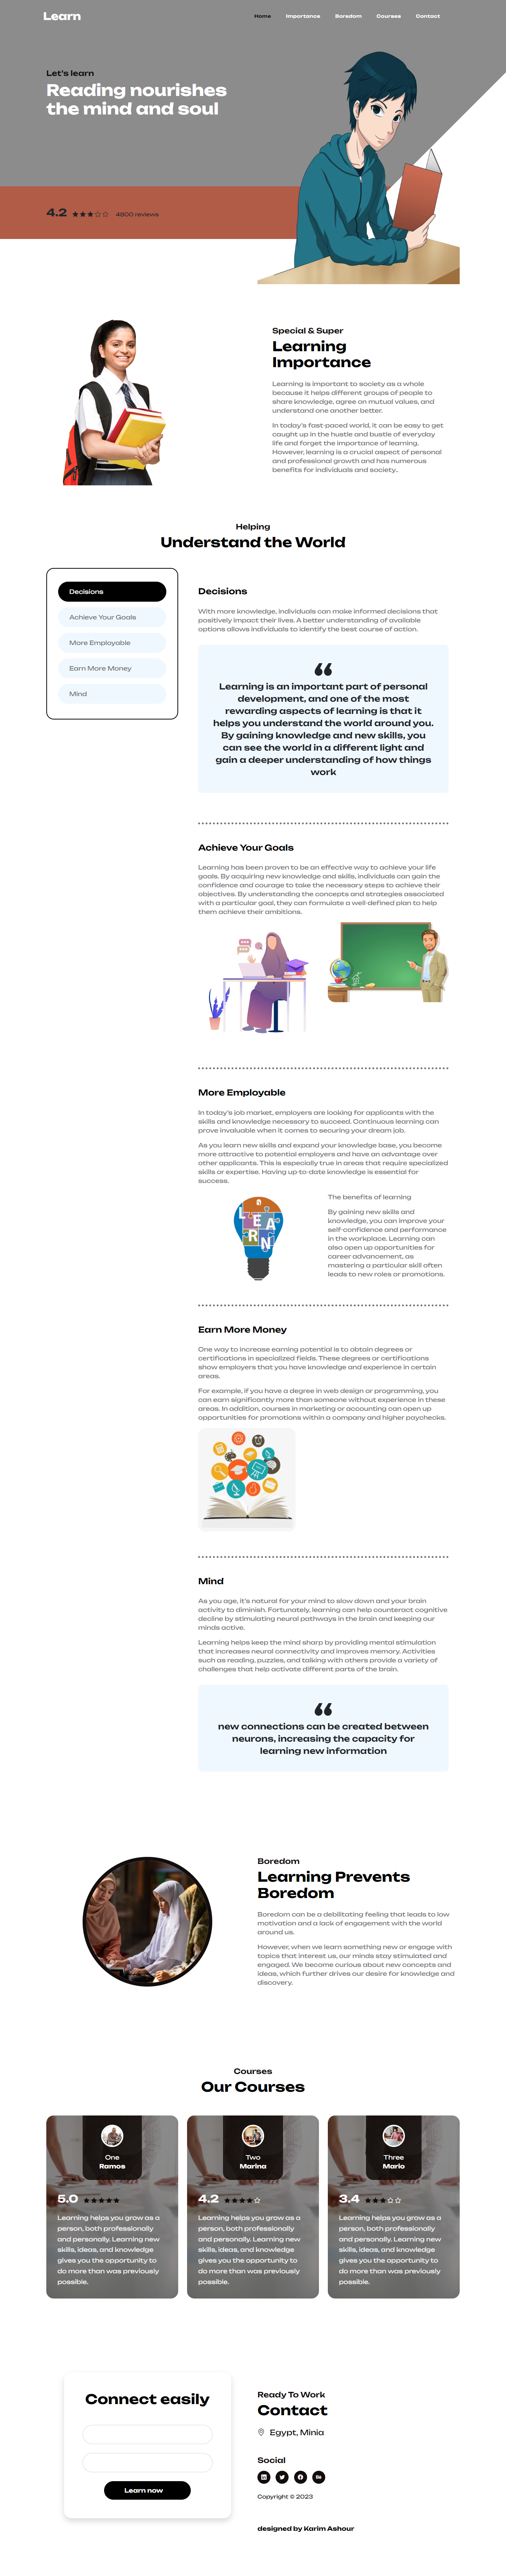 Learn
Home Importance Boredom Courses Contact
Let's learn
Reading nourishes
the mind and soul
4.2 4800 reviews
Special & Super
Learning
Importance
Learning is important to society as a whole
because it helps different groups of people to
share knowledge, agree on mutual values, and
understand one another better.
In today's fast-paced world, it can be easy to get
caught up in the hustle and bustle of everyday
life and forget the importance of learning.
However, learning is a crucial aspect of personal
and professional growth and has numerous
benefits for individuals and society..
Helping
Understand the World
Decisions
Achieve Your Goals
More Employable
Earn More Money
Mind
Decisions
With more knowledge, individuals can make informed decisions that
positively impact their lives. A better understanding of available
options allows individuals to identify the best course of action.
Learning is an important part of personal
development, and one of the most
rewarding aspects of learning is that it
helps you understand the world around you.
By gaining knowledge and new skills, you
can see the world in a different light and
gain a deeper understanding of how things
work
Achieve Your Goals
Learning has been proven to be an effective way to achieve your life
goals. By acquiring new knowledge and skills, individuals can gain the
confidence and courage to take the necessary steps to achieve their
objectives. By understanding the concepts and strategies associated
with a particular goal, they can formulate a well-defined plan to help
them achieve their ambitions.
More Employable
In today's job market, employers are looking for applicants with the
skills and knowledge necessary to succeed. Continuous learning can
prove invaluable when it comes to securing your dream job.
As you learn new skills and expand your knowledge base, you become
more attractive to potential employers and have an advantage over
other applicants. This is especially true in areas that require specialized
skills or expertise. Having up-to-date knowledge is essential for
success.
LEARN
The benefits of learning
By gaining new skills and
knowledge, you can improve your
self-confidence and performance
in the workplace. Learning can
also open up opportunities for
career advancement, as
mastering a particular skill often
leads to new roles or promotions.
Earn More Money
One way to increase earning potential is to obtain degrees or
certifications in specialized fields. These degrees or certifications
show employers that you have knowledge and experience in certain
areas.
For example, if you have a degree in web design or programming, you
can earn significantly more than someone without experience in these
areas. In addition, courses in marketing or accounting can open up
opportunities for promotions within a company and higher paychecks.
Mind
As you age, it's natural for your mind to slow down and your brain
activity to diminish. Fortunately, learning can help counteract cognitive
decline by stimulating neural pathways in the brain and keeping our
minds active.
Learning helps keep the mind sharp by providing mental stimulation
that increases neural connectivity and improves memory. Activities
such as reading, puzzles, and talking with others provide a variety of
challenges that help activate different parts of the brain.
new connections can be created between
neurons, increasing the capacity for
learning new information
Boredom
Learning Prevents
Boredom
Boredom can be a debilitating feeling that leads to low
motivation and a lack of engagement with the world
around us.
However, when we learn something new or engage with
topics that interest us, our minds stay stimulated and
engaged. We become curious about new concepts and
ideas, which further drives our desire for knowledge and
discovery.
Courses
Our Courses
One
Ramos
5.0
Learning helps you grow as a
person, both professionally
and personally. Learning new
skills, ideas, and knowledge
gives you the opportunity to
do more than was previously
possible.
Two
Marina
4.2
Learning helps you grow as a
person, both professionally
and personally. Learning new
skills, ideas, and knowledge
gives you the opportunity to
do more than was previously
possible.
Three
Mario
3.4
Learning helps you grow as a
person, both professionally
and personally. Learning new
skills, ideas, and knowledge
gives you the opportunity to
do more than was previously
possible.
Connect easily
Learn now
Ready To Work
Contact
Egypt, Minia
Social
Bē
Copyright © 2023
designed by Karim Ashour